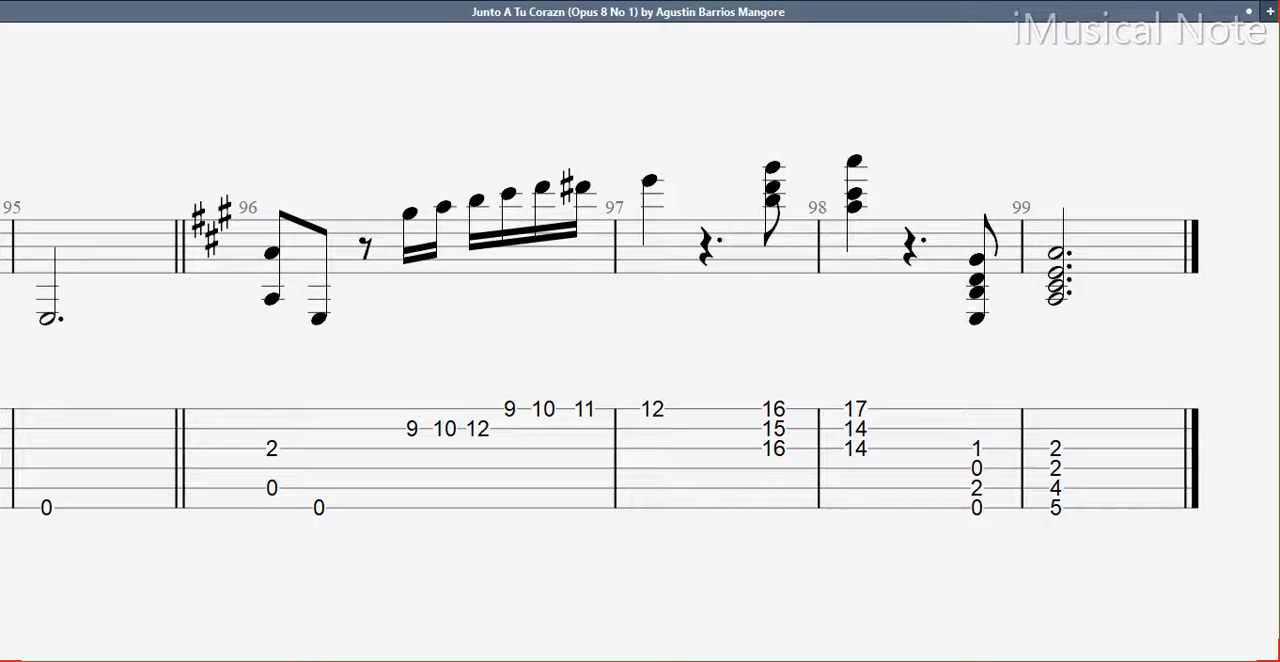 Junto A Tu Corazn (Opus 8 No 1) by Agustin Barrios Mangore
iMusical Note
95 96 97 98 99
9 10 11 12 16 17
9 10 12 15 14
2 16 14 1 2
0 2
0 2 4
0 0 0 5